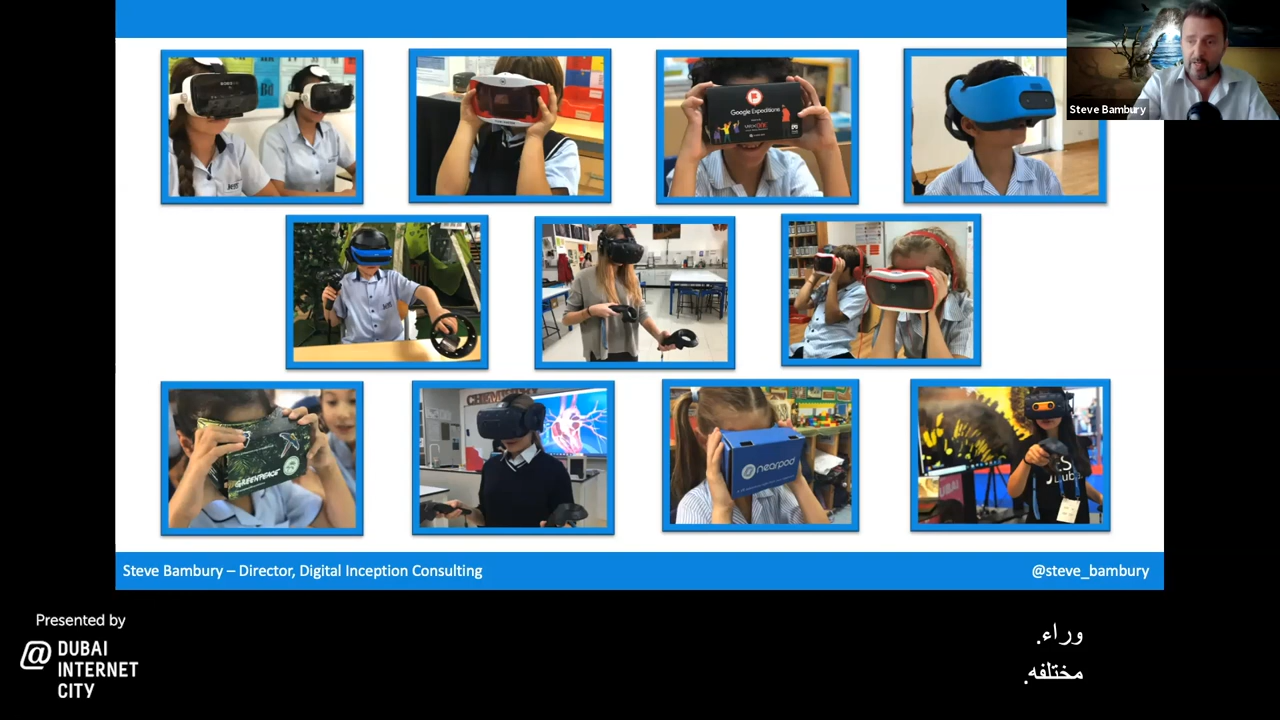 Steve Bambury
Google Expeditions
GREENPEACE
CHEMISTRY
nearpod
Steve Bambury – Director, Digital Inception Consulting
@steve_bambury
Presented by
@ DUBAI
INTERNET
CITY
وراء.
مختلفه.